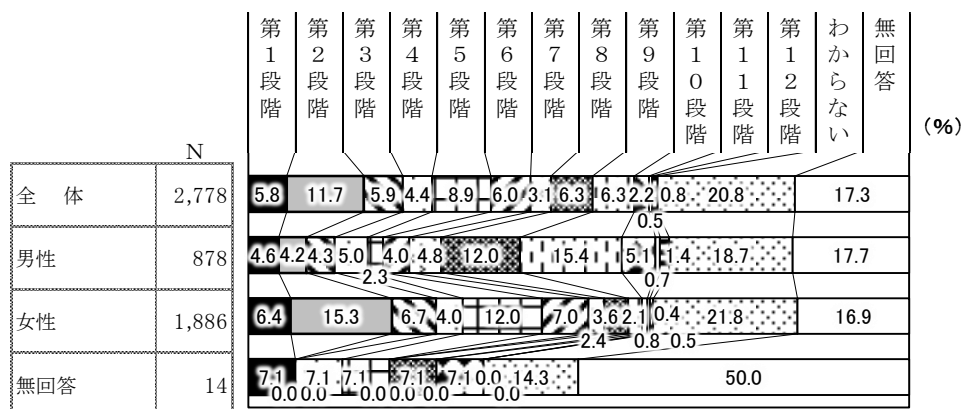 第1段階 第2段階 第3段階 第4段階 第5段階 第6段階 第7段階 第8段階 第9段階 第10段階 第11段階 第12段階 わからない 無回答
(%)
N
全 体 2,778 5.8 11.7 5.9 4.4 8.9 6.0 3.1 6.3 6.3 2.2 0.8 20.8 17.3
0.5
男性 878 4.6 4.2 4.3 5.0 4.0 4.8 12.0 15.4 5.1 1.4 18.7 17.7
2.3 0.7
女性 1,886 6.4 15.3 6.7 4.0 12.0 7.0 3.6 2.1 0.4 21.8 16.9
2.4 0.8 0.5
無回答 14 7.1 7.1 7.1 7.1 7.1 0.0 14.3 50.0
0.0 0.0 0.0 0.0 0.0 0.0